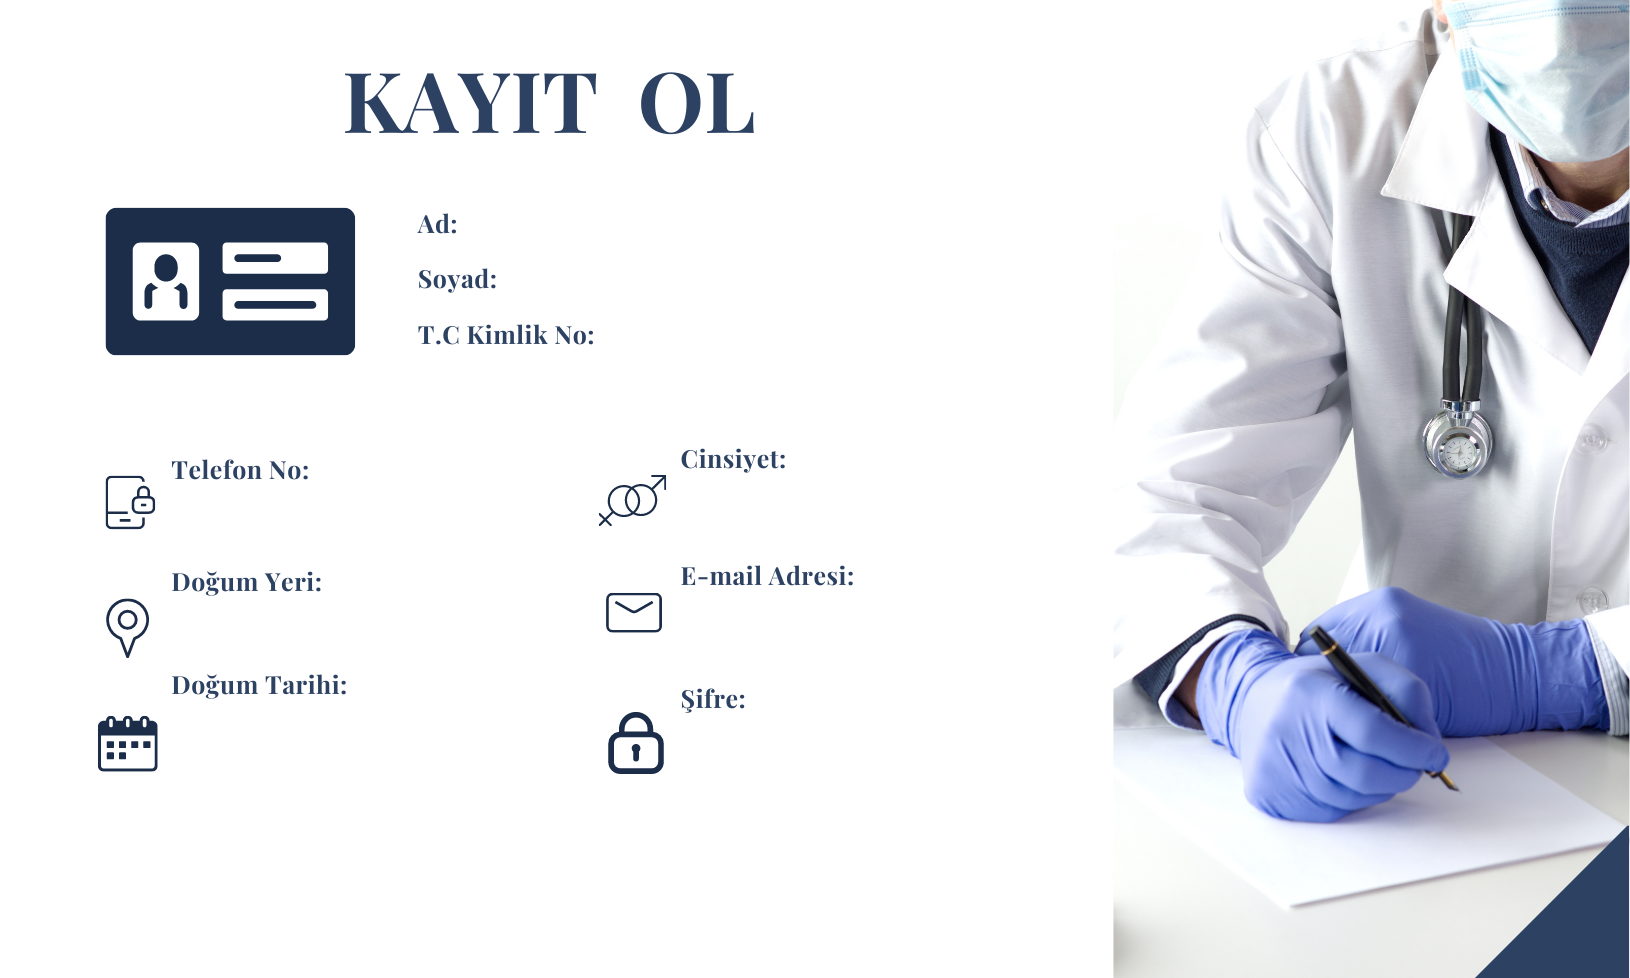 KAYIT OL
Ad:
Soyad:
T.C Kimlik No:
Telefon No:
Cinsiyet:
Doğum Yeri:
E-mail Adresi:
Doğum Tarihi:
Şifre: